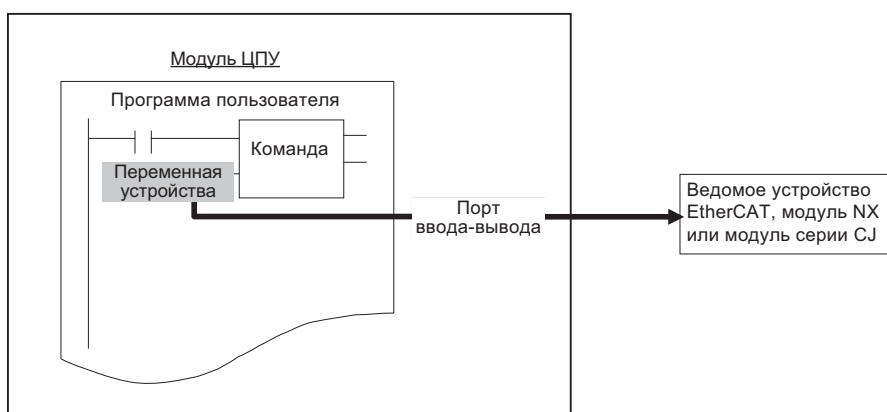 Модуль ЦПУ
Программа пользователя
Команда
Переменная
устройства
Порт
ввода-вывода
Ведомое устройство
EtherCAT, модуль NX
или модуль серии CJ